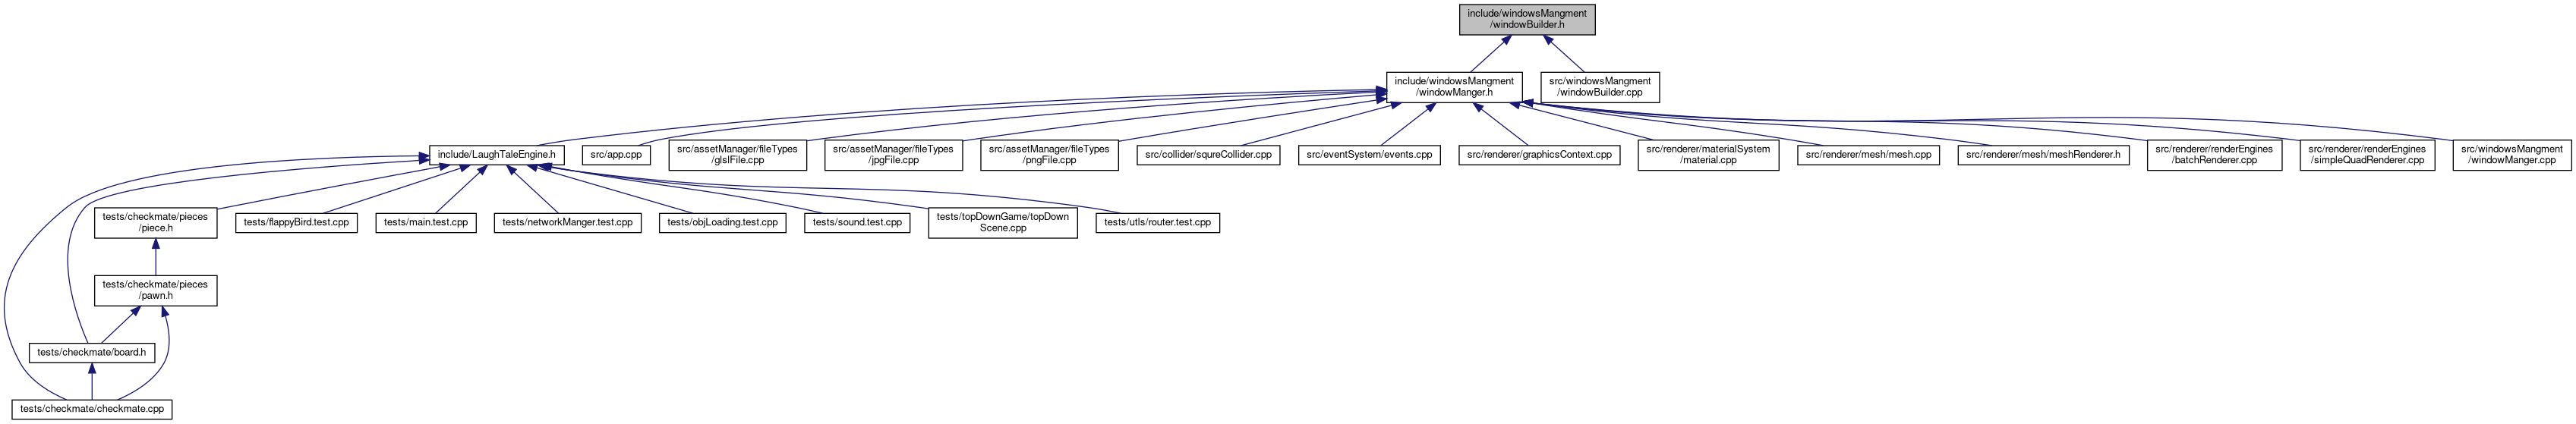 include/windowsMangment
/windowBuilder.h
include/windowsMangment
/windowManger.h
src/windowsMangment
/windowBuilder.cpp
include/LaughTaleEngine.h
src/app.cpp
src/assetManager/fileTypes
/glslFile.cpp
src/assetManager/fileTypes
/jpgFile.cpp
src/assetManager/fileTypes
/pngFile.cpp
src/collider/squreCollider.cpp
src/eventSystem/events.cpp
src/renderer/graphicsContext.cpp
src/renderer/materialSystem
/material.cpp
src/renderer/mesh/mesh.cpp
src/renderer/mesh/meshRenderer.h
src/renderer/renderEngines
/batchRenderer.cpp
src/renderer/renderEngines
/simpleQuadRenderer.cpp
src/windowsMangment
/windowManger.cpp
tests/checkmate/pieces
/piece.h
tests/flappyBird.test.cpp
tests/main.test.cpp
tests/networkManger.test.cpp
tests/objLoading.test.cpp
tests/sound.test.cpp
tests/topDownGame/topDown
Scene.cpp
tests/utls/router.test.cpp
tests/checkmate/pieces
/pawn.h
tests/checkmate/board.h
tests/checkmate/checkmate.cpp